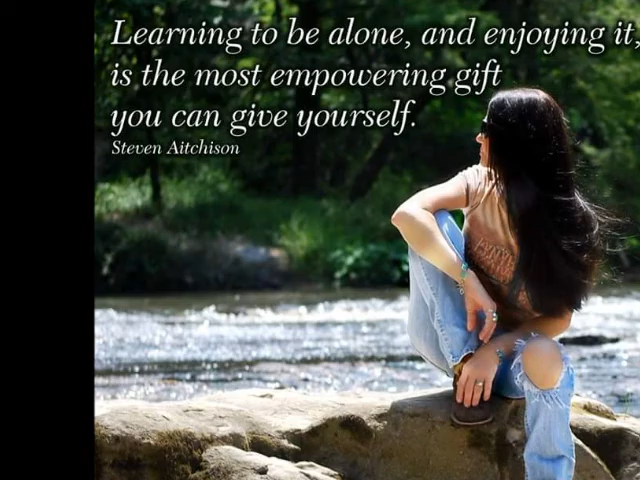 Learning to be alone, and enjoying it,
is the most empowering gift
you can give yourself.
Steven Aitchison